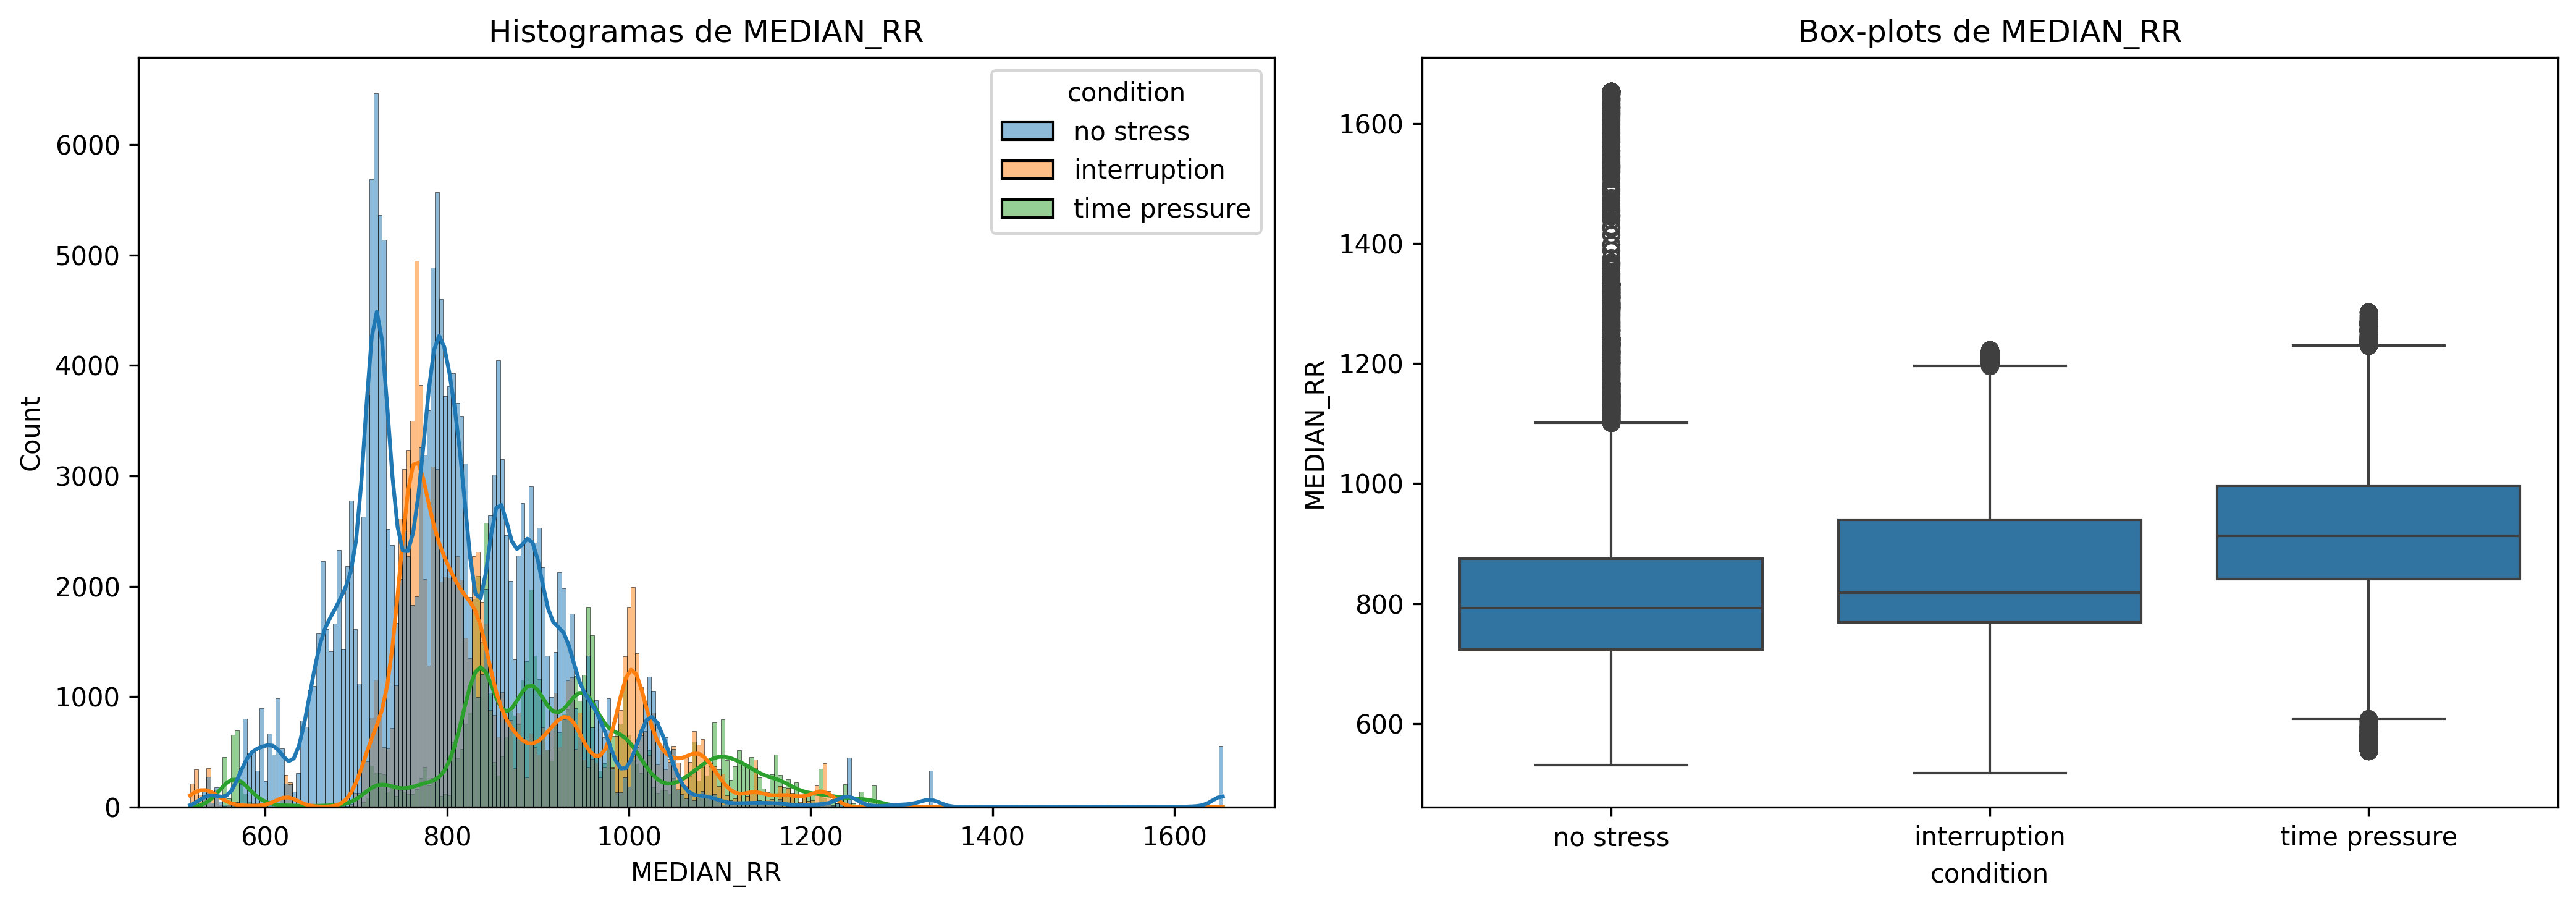 Histogramas de MEDIAN_RR
condition
no stress
interruption
time pressure
Count
6000
5000
4000
3000
2000
1000
0
600 800 1000 1200 1400 1600
MEDIAN_RR
Box-plots de MEDIAN_RR
MEDIAN_RR
1600
1400
1200
1000
800
600
no stress interruption time pressure
condition